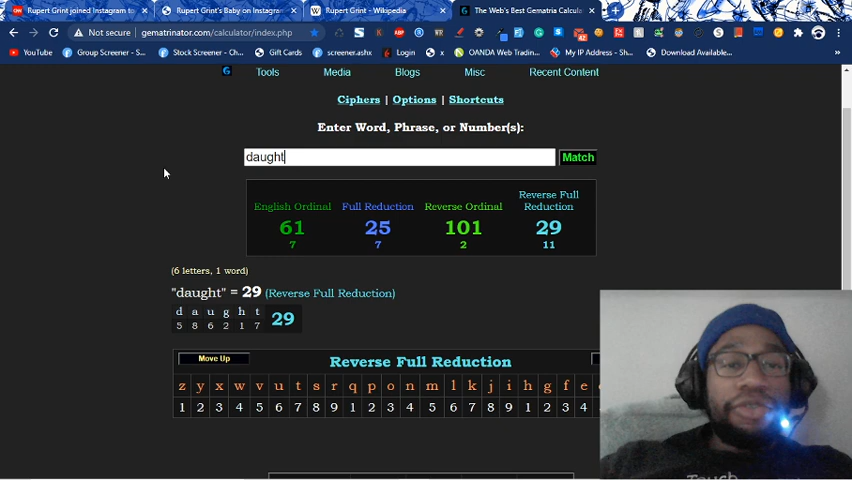 Rupert Grint joined Instagram to
Rupert Grint's Baby on Instagram
Rupert Grint - Wikipedia
The Web's Best Gematria Calcula
Not secure
gematrinator.com/calculator/index.php
YouTube
Group Screener - St
Stock Screener - Ch
Gift Cards
screener.ashx
Login
x
OANDA Web Tradin...
My IP Address - Sh
Download Available...
Tools Media Blogs Misc Recent Content
Ciphers | Options | Shortcuts
Enter Word, Phrase, or Number(s):
daught
Match
English Ordinal Full Reduction Reverse Ordinal Reverse Full Reduction
61 25 101 29
7 7 2 11
(6 letters, 1 word)
"daught" = 29 (Reverse Full Reduction)
d a u g h t
5 8 6 2 1 7
29
Move Up
Reverse Full Reduction
z y x w v u t s r q p o n m l k j i h g f e
1 2 3 4 5 6 7 8 9 1 2 3 4 5 6 7 8 9 1 2 3 4
Touch